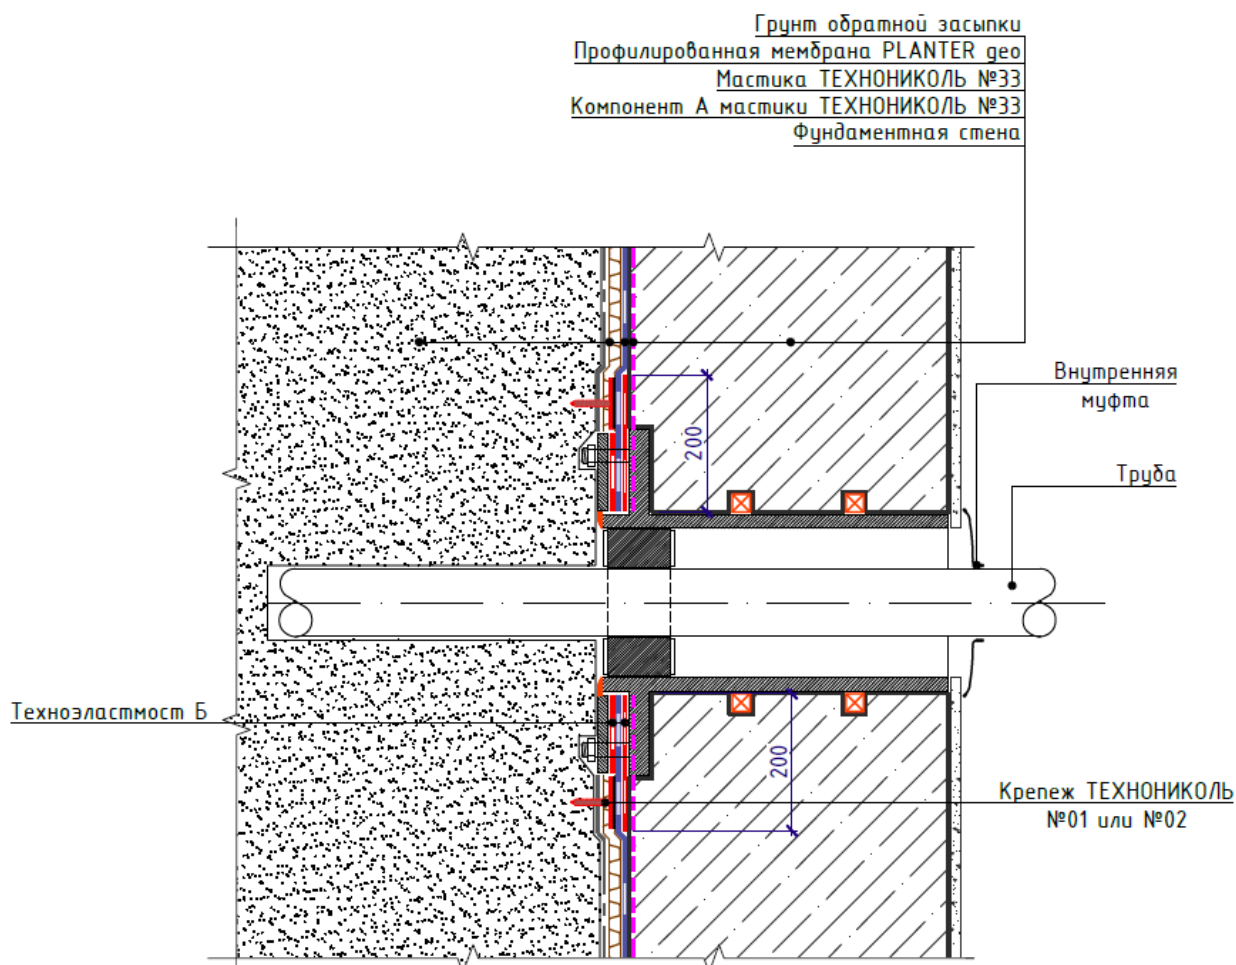 Грунт обратной засыпки
Профилированная мембрана PLANTER geo
Мастика ТЕХНОНИКОЛЬ №33
Компонент А мастики ТЕХНОНИКОЛЬ №33
Фундаментная стена
Внутренняя
муфта
200
Труба
Техноэластмост Б
200
Крепеж ТЕХНОНИКОЛЬ
№01 или №02